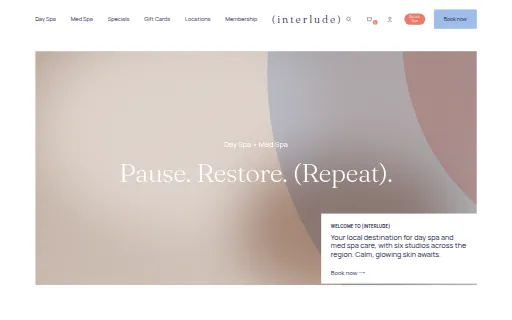 Day Spa Med Spa Specials Gift Cards Locations Membership (interlude) Book now
Day Spa + Med Spa
Pause. Restore. (Repeat).
WELCOME TO (INTERLUDE)
Your local destination for day spa and
med spa care, with six studios across the
region. Calm, glowing skin awaits.
Book now →